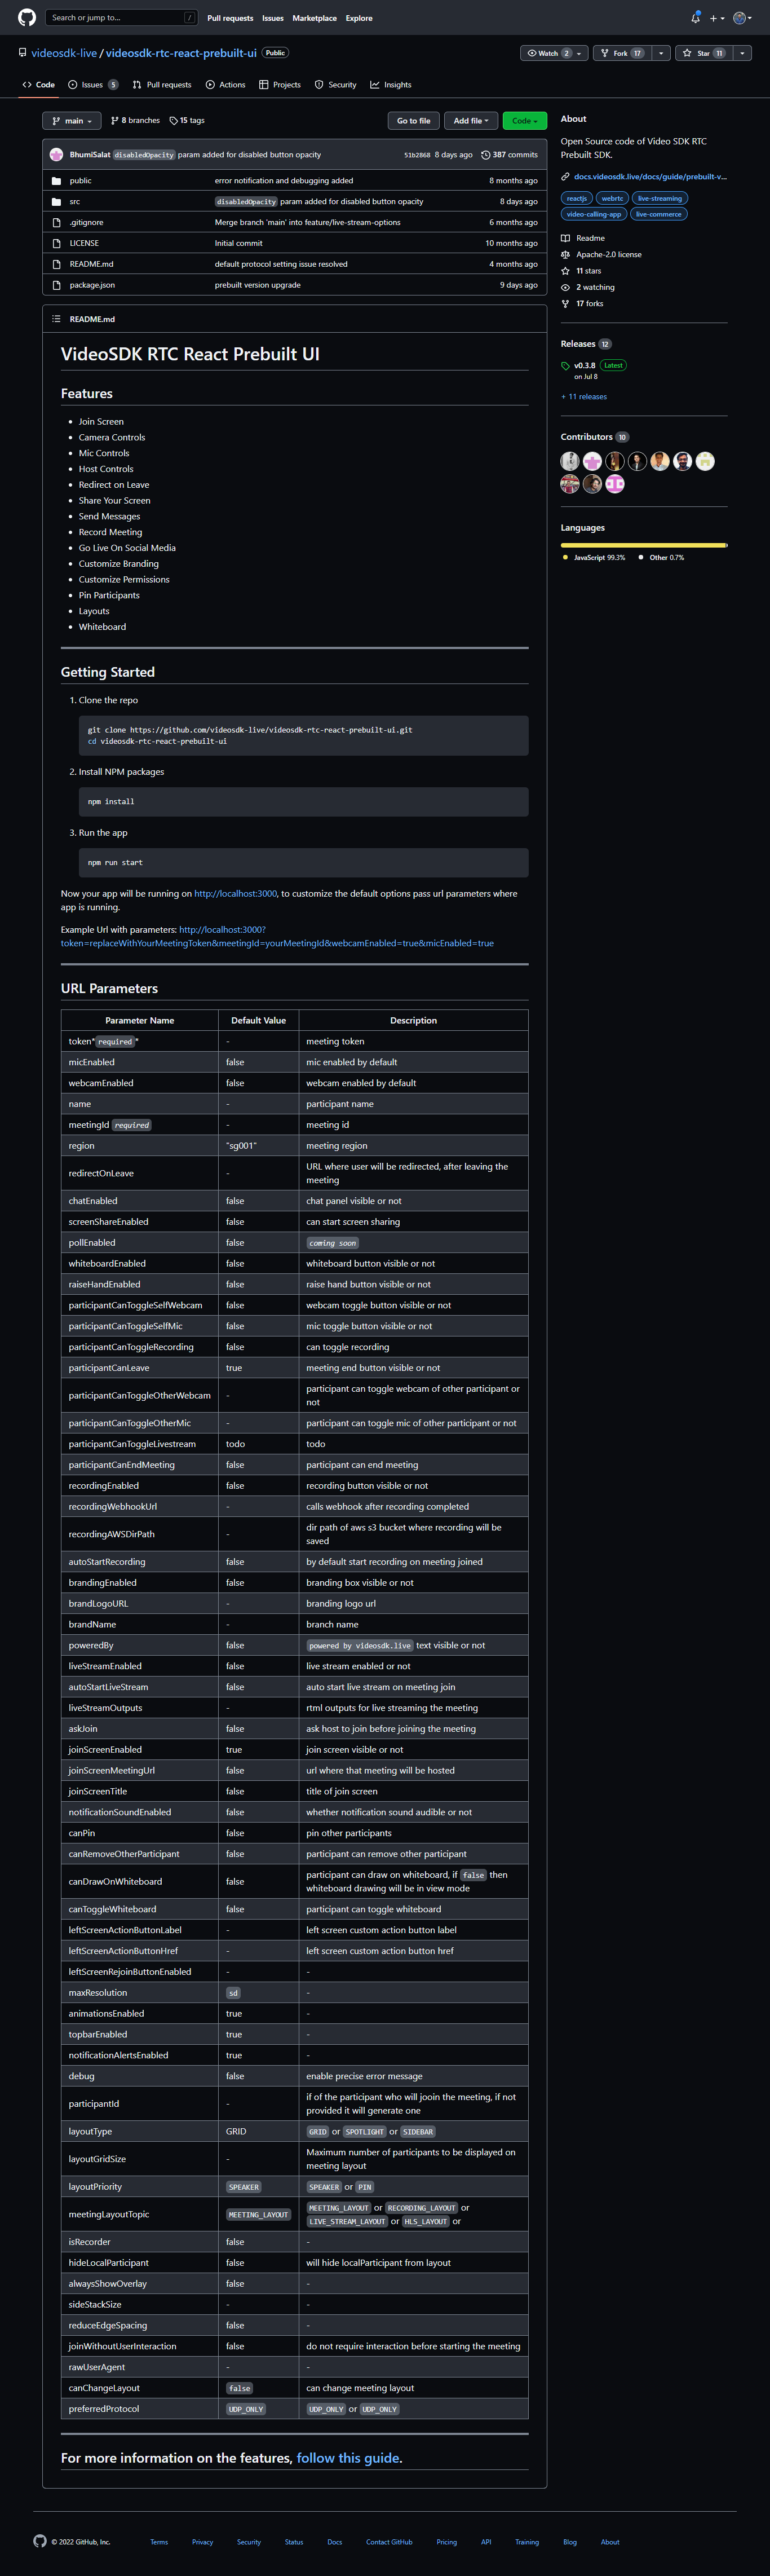 Search or jump to...
/
Pull requests Issues Marketplace Explore
videosdk-live / videosdk-rtc-react-prebuilt-ui Public
Watch 2
Fork 17
Star 11
Code
Issues 5
Pull requests
Actions
Projects
Security
Insights
main
8 branches
15 tags
Go to file
Add file
Code
BhumiSalat disabledOpacity param added for disabled button opacity 51b2868 8 days ago 387 commits
public error notification and debugging added 8 months ago
src disabledOpacity param added for disabled button opacity 8 days ago
.gitignore Merge branch 'main' into feature/live-stream-options 6 months ago
LICENSE Initial commit 10 months ago
README.md default protocol setting issue resolved 4 months ago
package.json prebuilt version upgrade 9 days ago
README.md
VideoSDK RTC React Prebuilt UI
Features
• Join Screen
• Camera Controls
• Mic Controls
• Host Controls
• Redirect on Leave
• Share Your Screen
• Send Messages
• Record Meeting
• Go Live On Social Media
• Customize Branding
• Customize Permissions
• Pin Participants
• Layouts
• Whiteboard
Getting Started
1. Clone the repo
git clone https://github.com/videosdk-live/videosdk-rtc-react-prebuilt-ui.git
cd videosdk-rtc-react-prebuilt-ui
2. Install NPM packages
npm install
3. Run the app
npm run start
Now your app will be running on http://localhost:3000, to customize the default options pass url parameters where
app is running.
Example Url with parameters: http://localhost:3000?
token=replaceWithYourMeetingToken&meetingId=yourMeetingId&webcamEnabled=true&micEnabled=true
URL Parameters
Parameter Name Default Value Description
token*required* - meeting token
micEnabled false mic enabled by default
webcamEnabled false webcam enabled by default
name - participant name
meetingId required - meeting id
region "sg001" meeting region
redirectOnLeave - URL where user will be redirected, after leaving the
meeting
chatEnabled false chat panel visible or not
screenShareEnabled false can start screen sharing
pollEnabled false coming soon
whiteboardEnabled false whiteboard button visible or not
raiseHandEnabled false raise hand button visible or not
participantCanToggleSelfWebcam false webcam toggle button visible or not
participantCanToggleSelfMic false mic toggle button visible or not
participantCanToggleRecording false can toggle recording
participantCanLeave true meeting end button visible or not
participantCanToggleOtherWebcam - participant can toggle webcam of other participant or
not
participantCanToggleOtherMic - participant can toggle mic of other participant or not
participantCanToggleLivestream todo todo
participantCanEndMeeting false participant can end meeting
recordingEnabled false recording button visible or not
recordingWebhookUrl - calls webhook after recording completed
recordingAWSDirPath - dir path of aws s3 bucket where recording will be
saved
autoStartRecording false by default start recording on meeting joined
brandingEnabled false branding box visible or not
brandLogoURL - branding logo url
brandName - branch name
poweredBy false powered by videosdk.live text visible or not
liveStreamEnabled false live stream enabled or not
autoStartLiveStream false auto start live stream on meeting join
liveStreamOutputs - rtml outputs for live streaming the meeting
askJoin false ask host to join before joining the meeting
joinScreenEnabled true join screen visible or not
joinScreenMeetingUrl false url where that meeting will be hosted
joinScreenTitle false title of join screen
notificationSoundEnabled false whether notification sound audible or not
canPin false pin other participants
canRemoveOtherParticipant false participant can remove other participant
canDrawOnWhiteboard false participant can draw on whiteboard, if false then
whiteboard drawing will be in view mode
canToggleWhiteboard false participant can toggle whiteboard
leftScreenActionButtonLabel - left screen custom action button label
leftScreenActionButtonHref - left screen custom action button href
leftScreenRejoinButtonEnabled - -
maxResolution sd -
animationsEnabled true -
topbarEnabled true -
notificationAlertsEnabled true -
debug false enable precise error message
participantId - if of the participant who will jooin the meeting, if not
provided it will generate one
layoutType GRID GRID or SPOTLIGHT or SIDEBAR
layoutGridSize - Maximum number of participants to be displayed on
meeting layout
layoutPriority SPEAKER SPEAKER or PIN
meetingLayoutTopic MEETING_LAYOUT MEETING_LAYOUT or RECORDING_LAYOUT or
LIVE_STREAM_LAYOUT or HLS_LAYOUT or
isRecorder false -
hideLocalParticipant false will hide localParticipant from layout
alwaysShowOverlay false -
sideStackSize - -
reduceEdgeSpacing false -
joinWithoutUserInteraction false do not require interaction before starting the meeting
rawUserAgent - -
canChangeLayout false can change meeting layout
preferredProtocol UDP_ONLY UDP_ONLY or UDP_ONLY
For more information on the features, follow this guide.
About
Open Source code of Video SDK RTC
Prebuilt SDK.
docs.videosdk.live/docs/guide/prebuilt-v...
reactjs webrtc live-streaming
video-calling-app live-commerce
Readme
Apache-2.0 license
11 stars
2 watching
17 forks
Releases 12
v0.3.8 Latest
on Jul 8
+ 11 releases
Contributors 10
Languages
JavaScript 99.3% Other 0.7%
© 2022 GitHub, Inc. Terms Privacy Security Status Docs Contact GitHub Pricing API Training Blog About